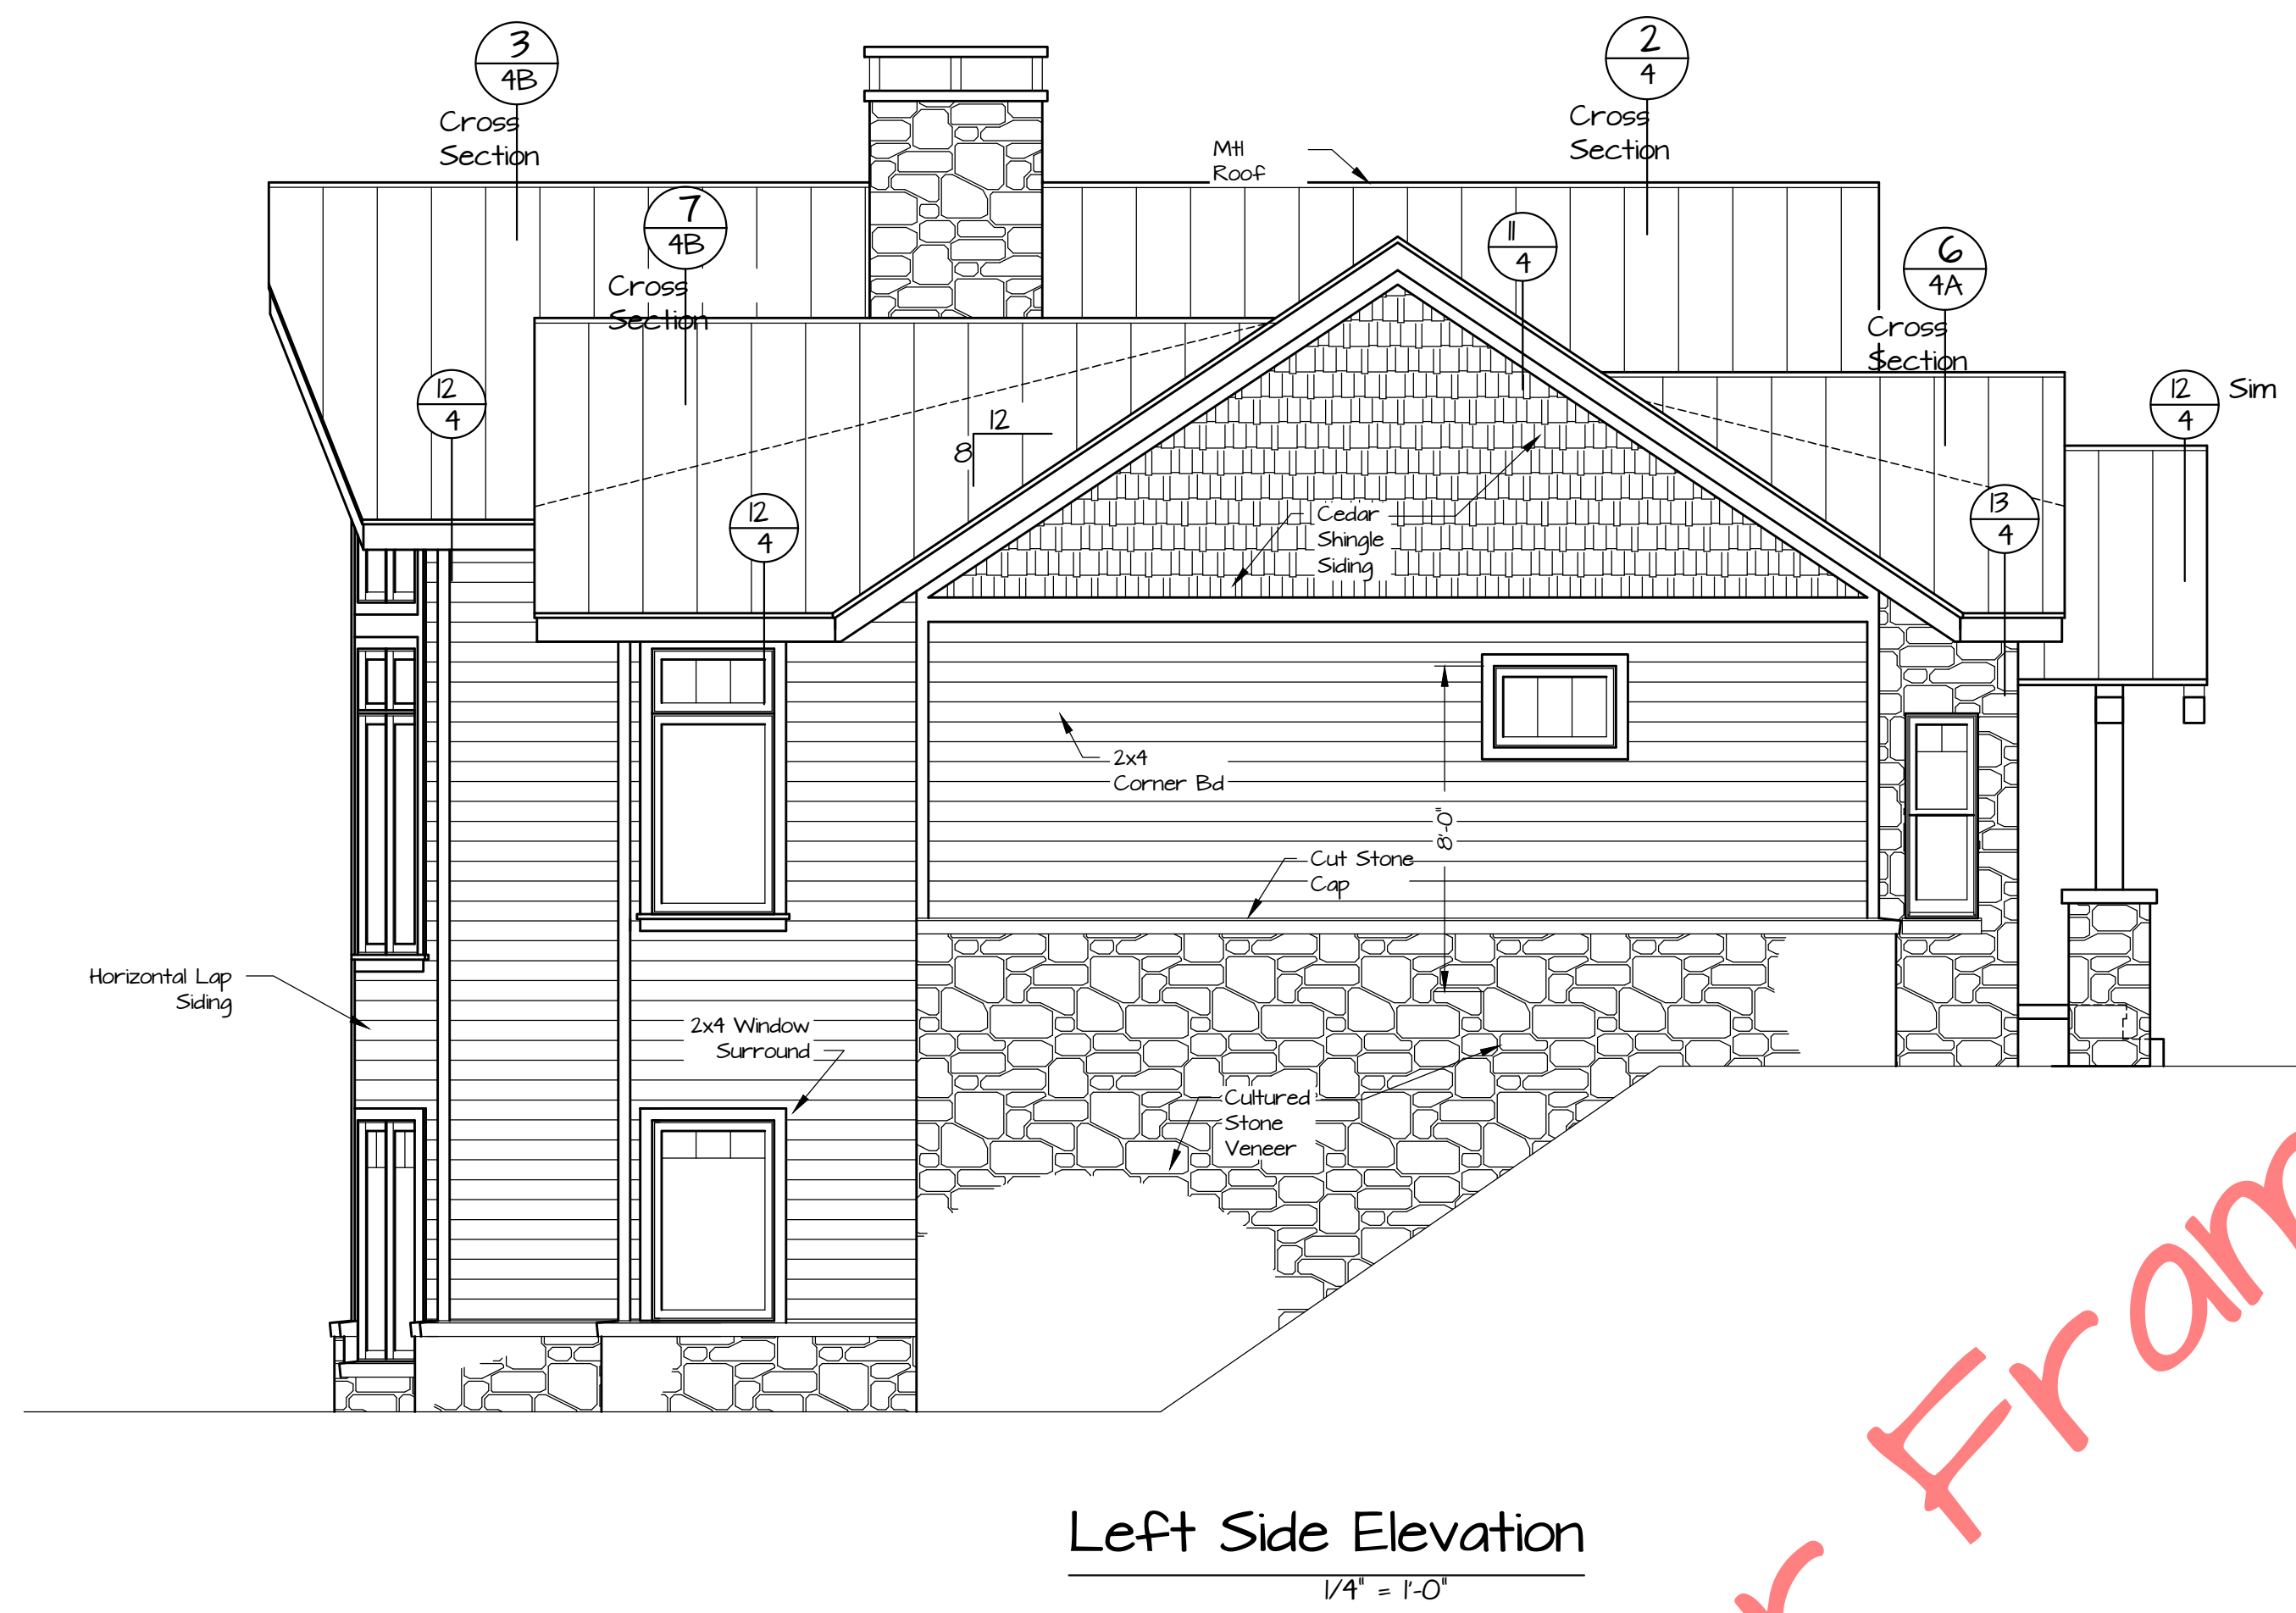 3
4B
Cross
Section
2
4
Cross
Section
Mtl
Roof
7
4B
Cross
Section
11
4
6
4A
Cross
Section
12
4
12
4
Sim
12
8
12
4
13
4
Cedar
Shingle
Siding
2x4
Corner Bd
8'-0"
Cut Stone
Cap
Horizontal Lap
Siding
2x4 Window
Surround
Cultured
Stone
Veneer
Left Side Elevation
1/4" = 1'-0"